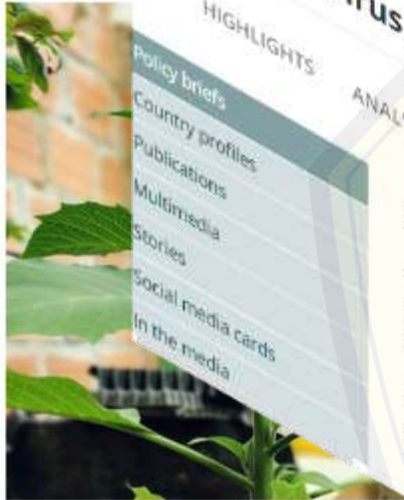 HIGHLIGHTS
Policy briefs
Country profiles
Publications
Multimedia
Stories
Social media cards
In the media